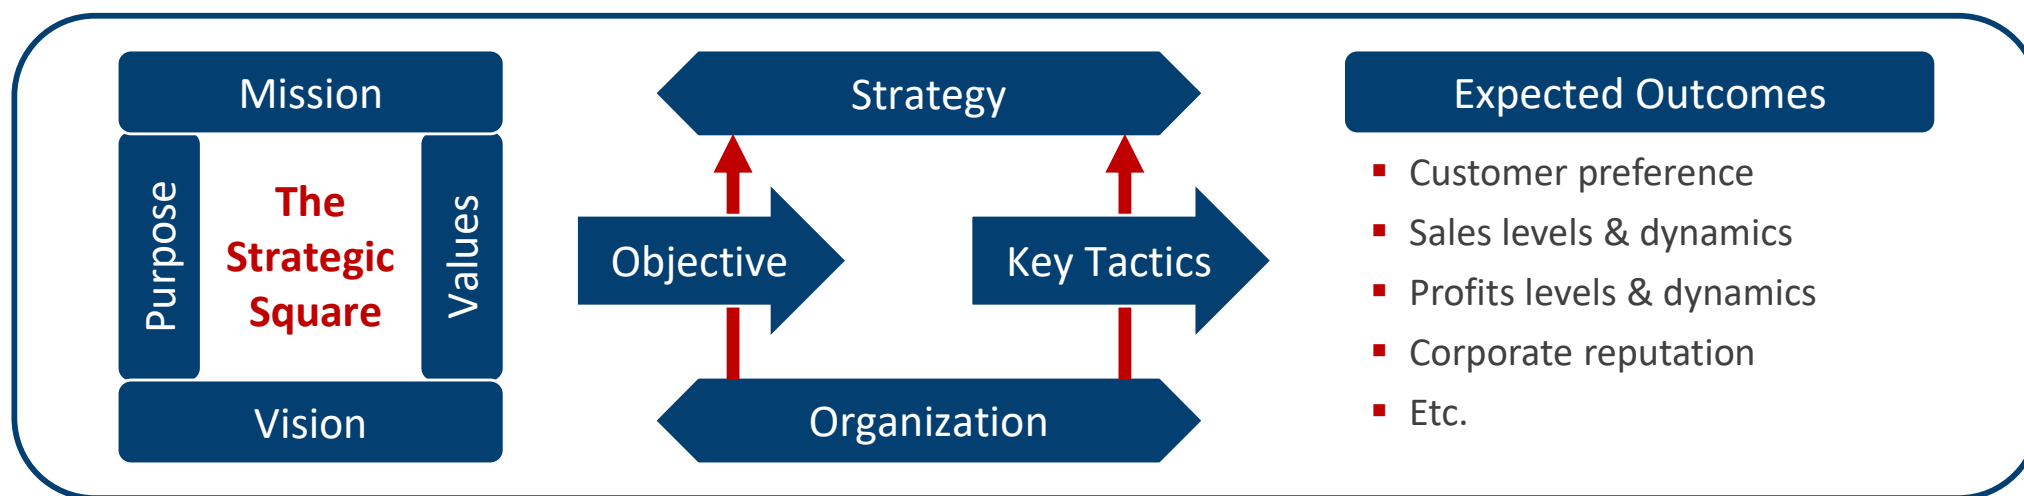 Mission
Purpose
The
Strategic
Square
Values
Vision
Strategy
Objective
Key Tactics
Organization
Expected Outcomes
▪ Customer preference
▪ Sales levels & dynamics
▪ Profits levels & dynamics
▪ Corporate reputation
▪ Etc.